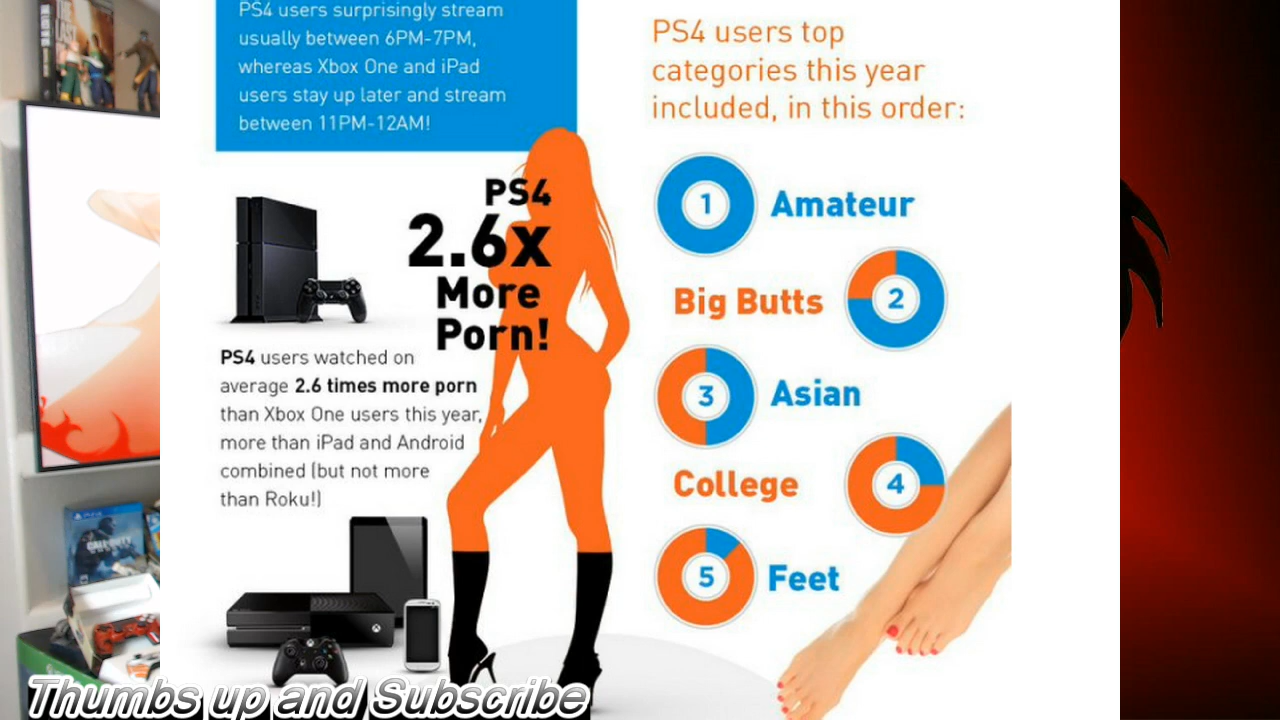 PS4 users surprisingly stream
usually between 6PM-7PM,
whereas Xbox One and iPad
users stay up later and stream
between 11PM-12AM!
PS4
2.6x
More
Porn!
PS4 users watched on
average 2.6 times more porn
than Xbox One users this year,
more than iPad and Android
combined (but not more
than Roku!)
PS4 users top
categories this year
included, in this order:
1 Amateur
Big Butts 2
3 Asian
College 4
5 Feet
CALL OF DUTY
Thumbs up and Subscribe